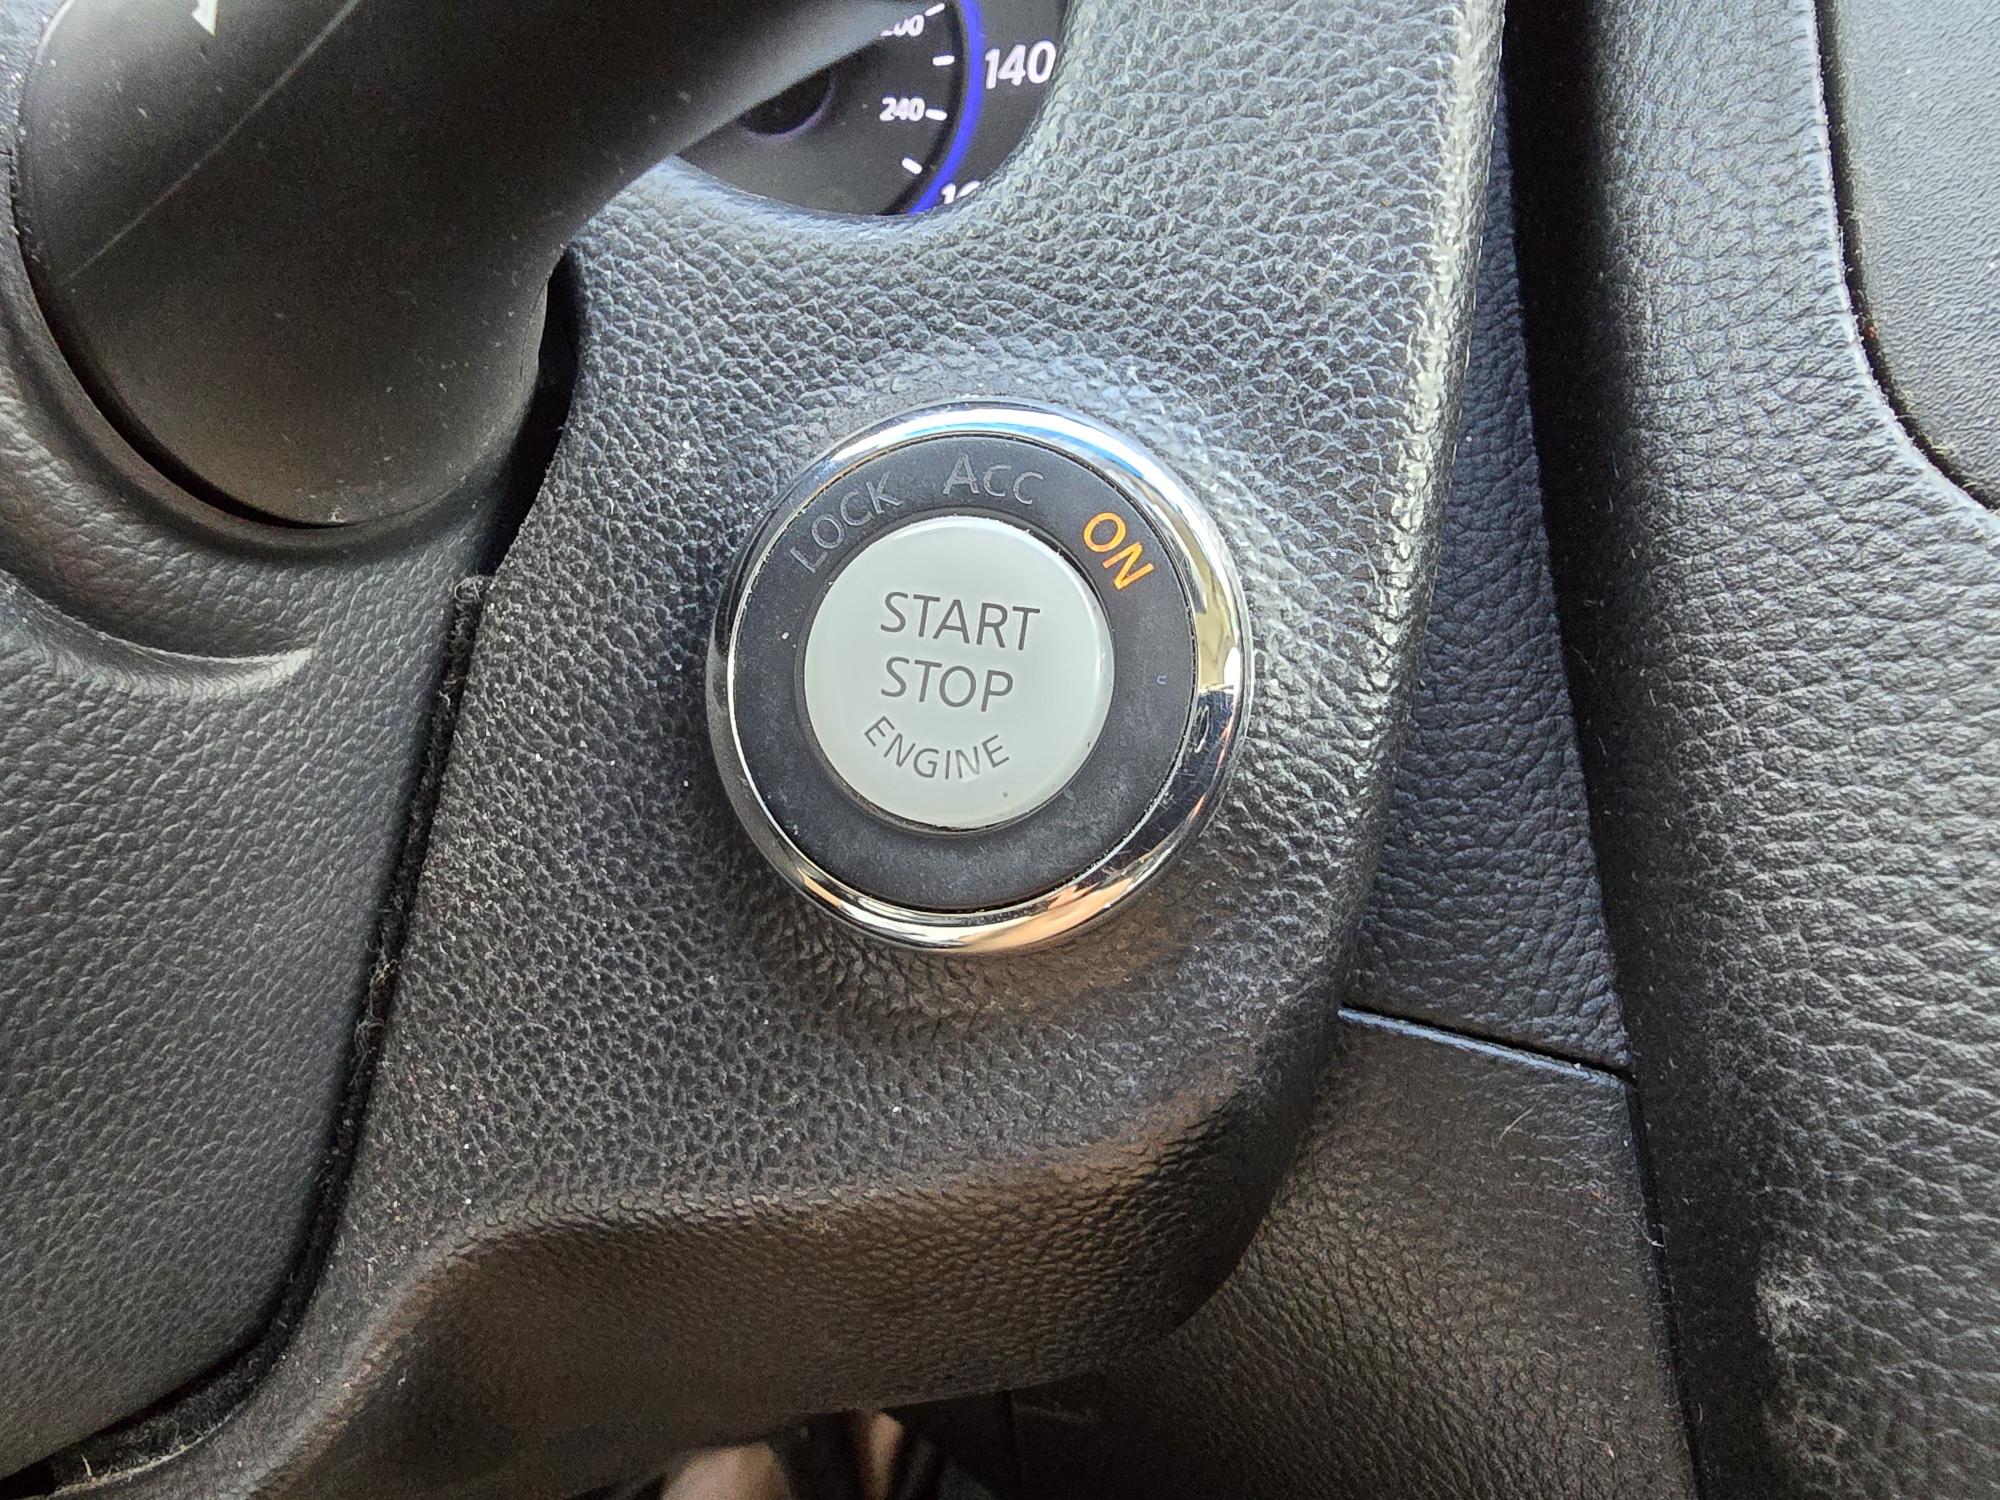 140
240
LOCK ACC ON
START
STOP
ENGINE